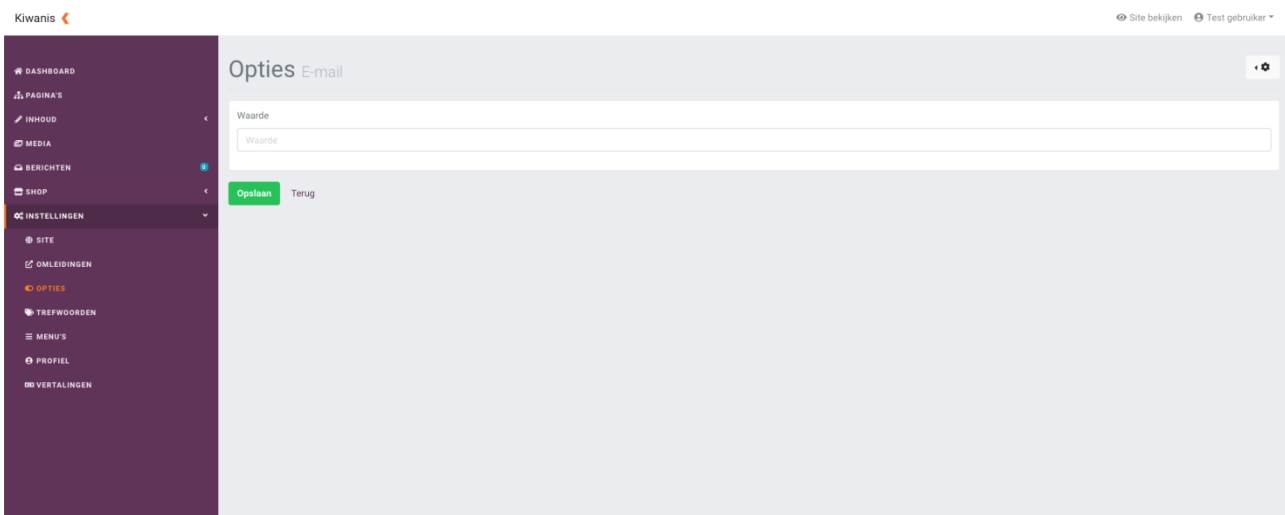 Kiwanis
Site bekijken
Test gebruiker
DASHBOARD
PAGINA'S
INHOUD
MEDIA
BERICHTEN
0
SHOP
INSTELLINGEN
SITE
OMLEIDINGEN
OPTIES
TREFWOORDEN
MENU'S
PROFIEL
VERTALINGEN
Opties E-mail
Waarde
Waarde
Opslaan
Terug